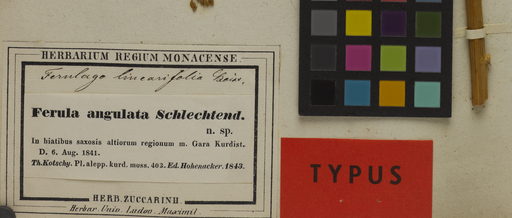 HERBARIUM REGIUM MONACENSE
Ferulago linearifolia Boiss.
Ferula angulata Schlechtend.
n. sp.
In hiatibus saxosis altiorum regionum m. Gara Kurdist.
D. 6. Aug. 1841.
Th. Kotschy. Pl. alepp. kurd. moss. 403. Ed. Hohenacker. 1843.
HERB. ZUCCARINII.
Herbar. Univ. Ludov. Maximil.
TYPUS